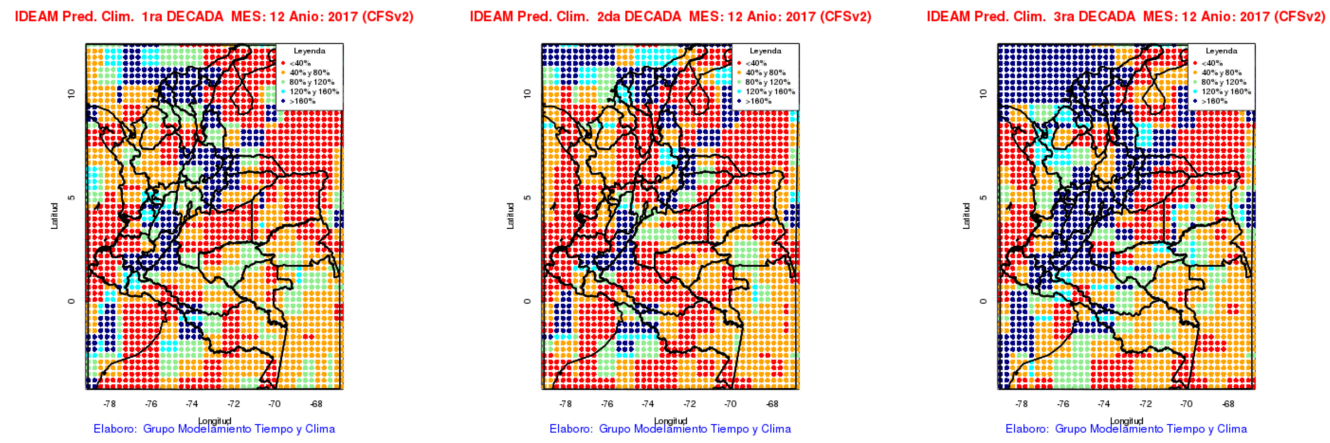 IDEAM Pred. Clim. 1ra DECADA MES: 12 Anio: 2017 (CFSv2)
Leyenda
<40%
40% y 80%
80% y 120%
120% y 160%
>160%
10
5
0
Latitud
-78 -76 -74 -72 -70 -68
Longitud
Elaboro: Grupo Modelamiento Tiempo y Clima
IDEAM Pred. Clim. 2da DECADA MES: 12 Anio: 2017 (CFSv2)
Leyenda
<40%
40% y 80%
80% y 120%
120% y 160%
>160%
10
5
0
Latitud
-78 -76 -74 -72 -70 -68
Longitud
Elaboro: Grupo Modelamiento Tiempo y Clima
IDEAM Pred. Clim. 3ra DECADA MES: 12 Anio: 2017 (CFSv2)
Leyenda
<40%
40% y 80%
80% y 120%
120% y 160%
>160%
10
5
0
Latitud
-78 -76 -74 -72 -70 -68
Longitud
Elaboro: Grupo Modelamiento Tiempo y Clima